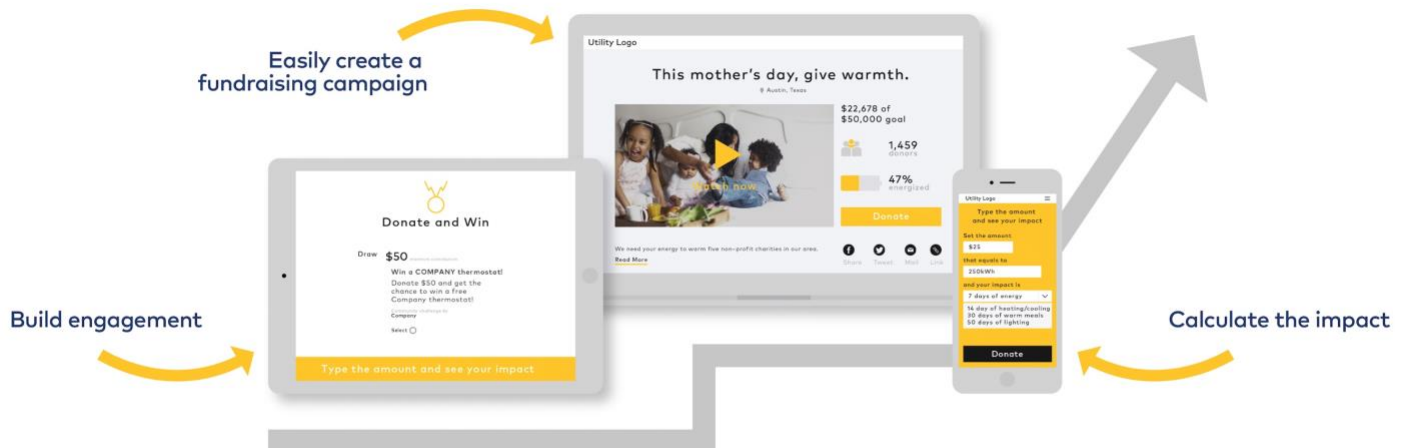 Easily create a
fundraising campaign
Utility Logo
This mother's day, give warmth.
Austin, Texas
Watch now
$22,678 of
$50,000 goal
1,459
donors
47%
energized
Donate
We need your energy to warm five non-profit charities in our area.
Read More
Share Tweet Mail Link
Donate and Win
Draw $50
Win a COMPANY thermostat!
Donate $50 and get the
chance to win a free
Company thermostat!
Company
Select
Type the amount and see your impact
Build engagement
Utility Logo
Type the amount
and see your impact
Set the amount
$25
that equals to
250kWh
and your impact is
7 days of energy
14 day of heating/cooling
30 days of warm meals
50 days of lighting
Donate
Calculate the impact